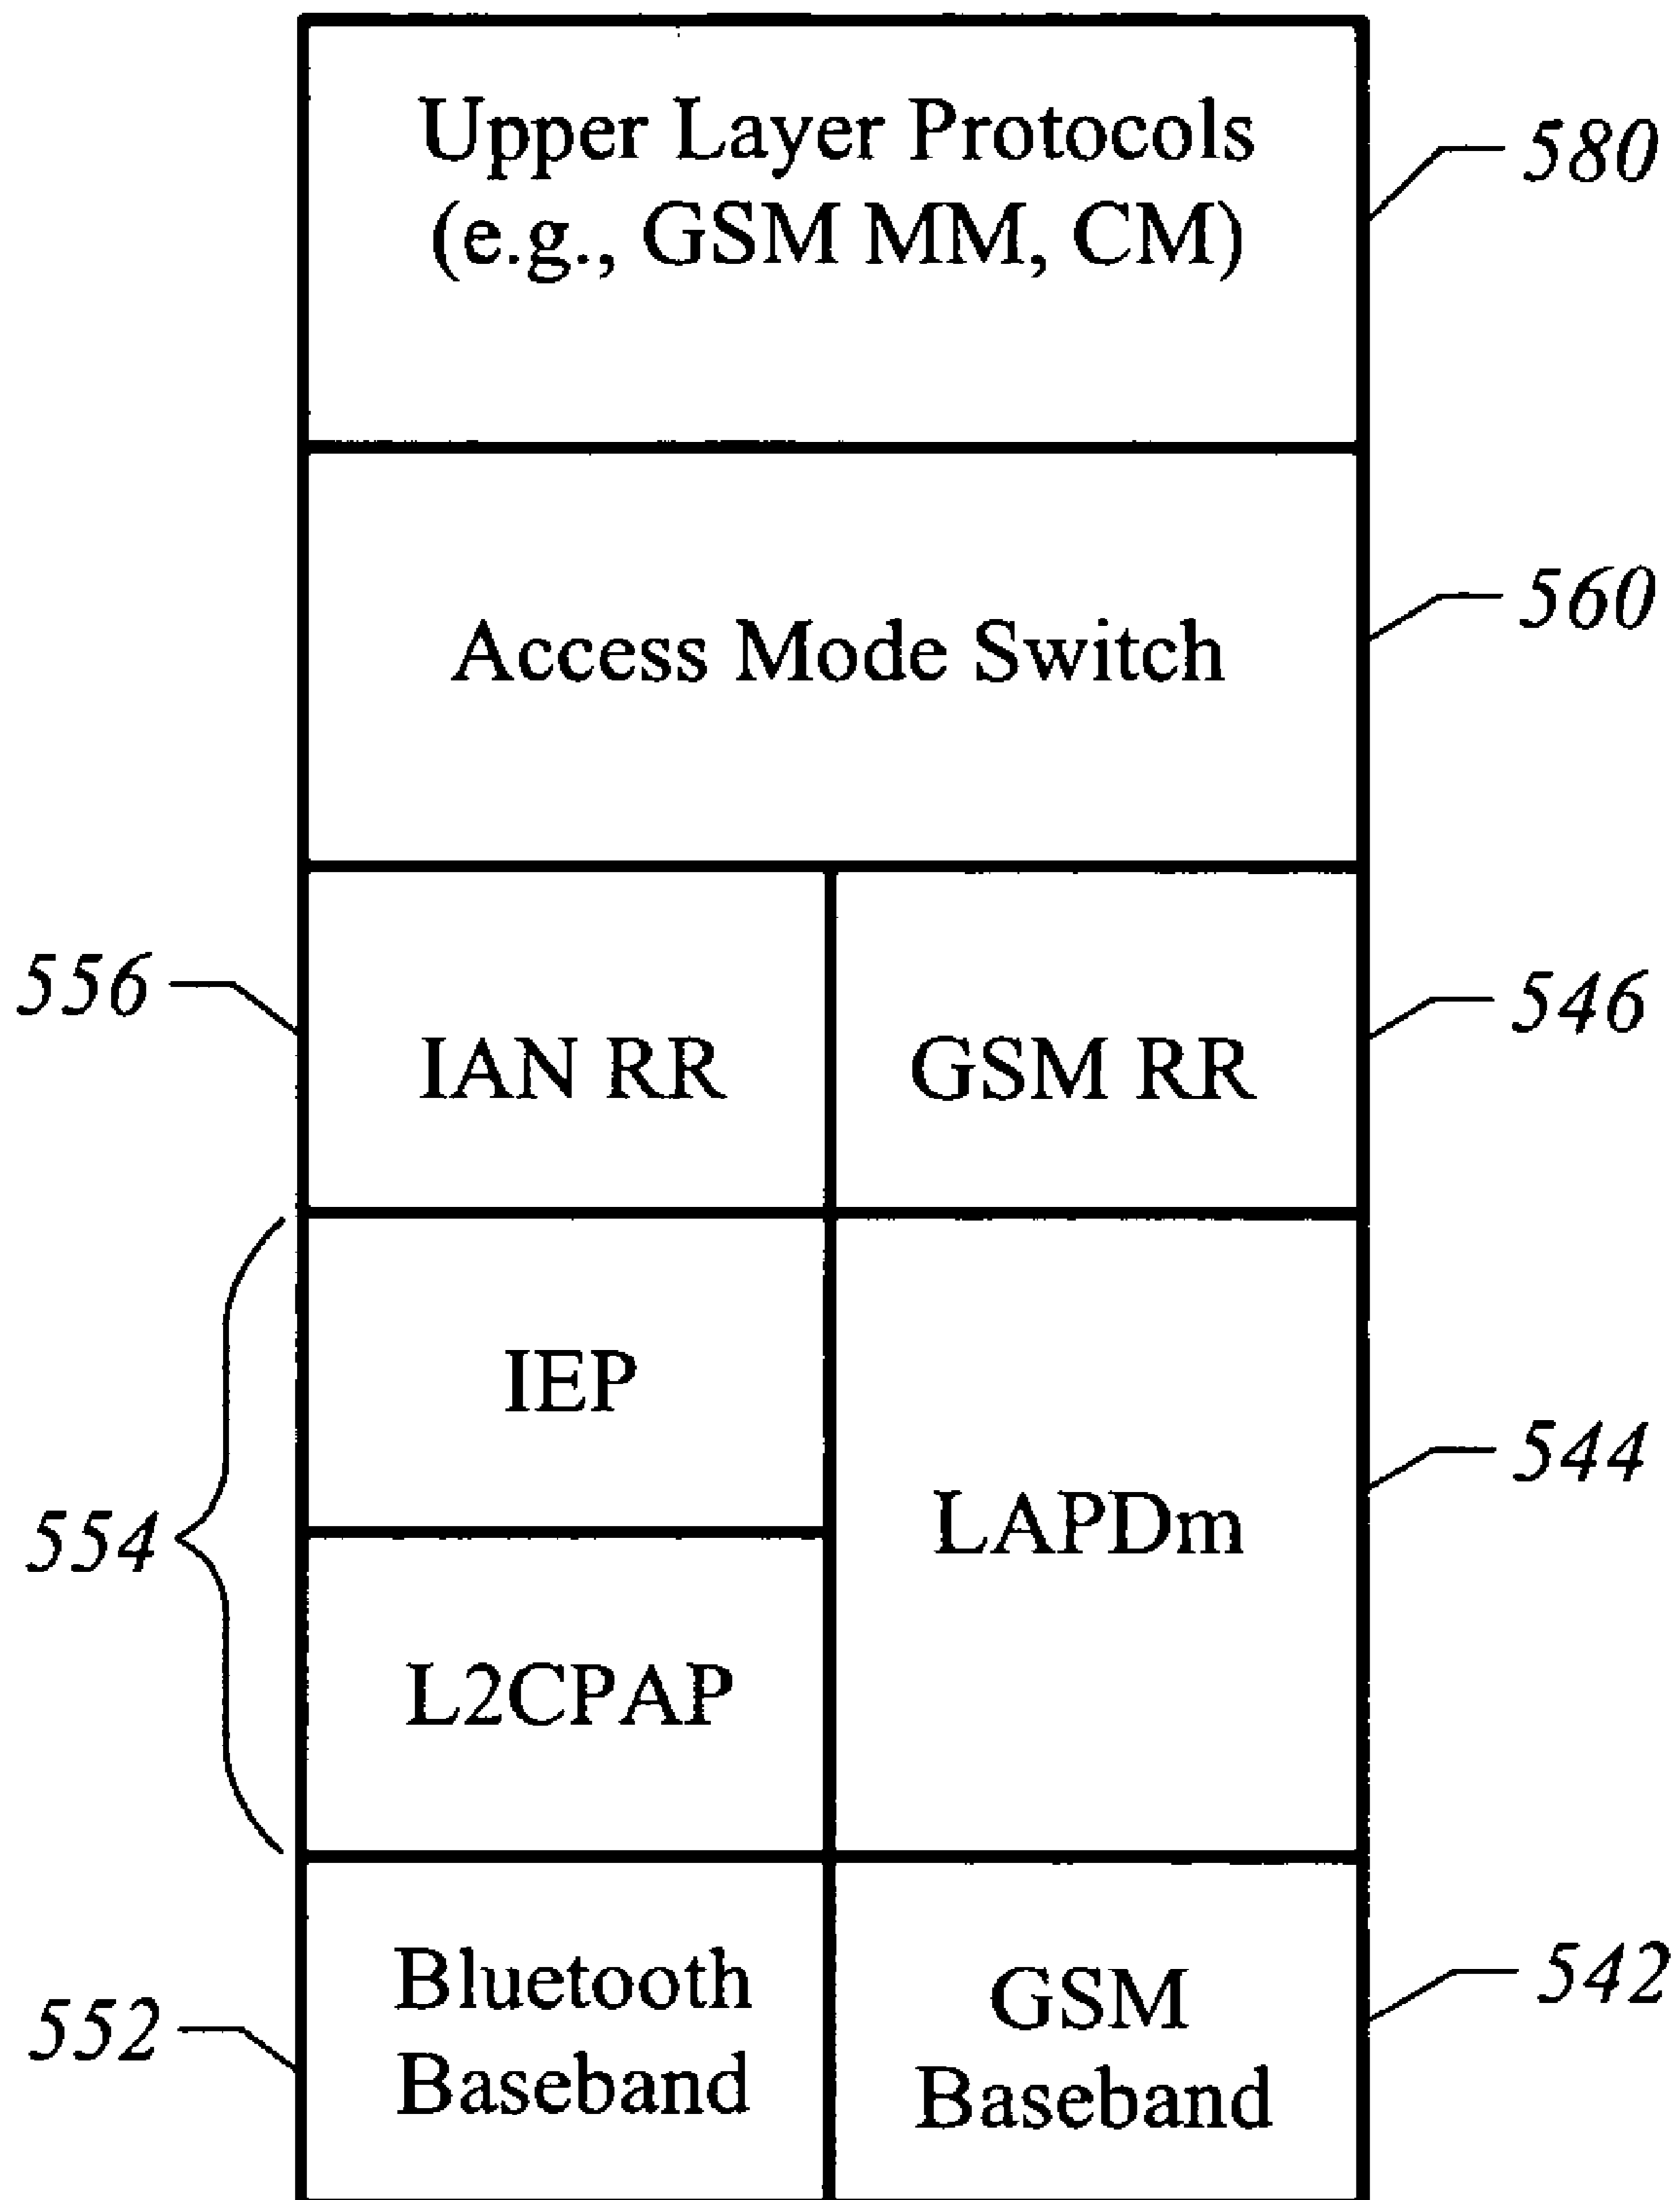 Upper Layer Protocols
(e.g., GSM MM, CM)
580
Access Mode Switch
560
556
IAN RR
GSM RR
546
IEP
554
LAPDm
544
L2CPAP
552
Bluetooth
Baseband
GSM
Baseband
542